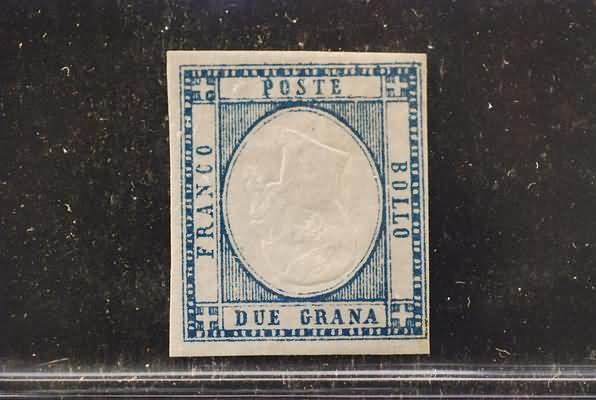 POSTE
FRANCO
BOLLO
DUE GRANA